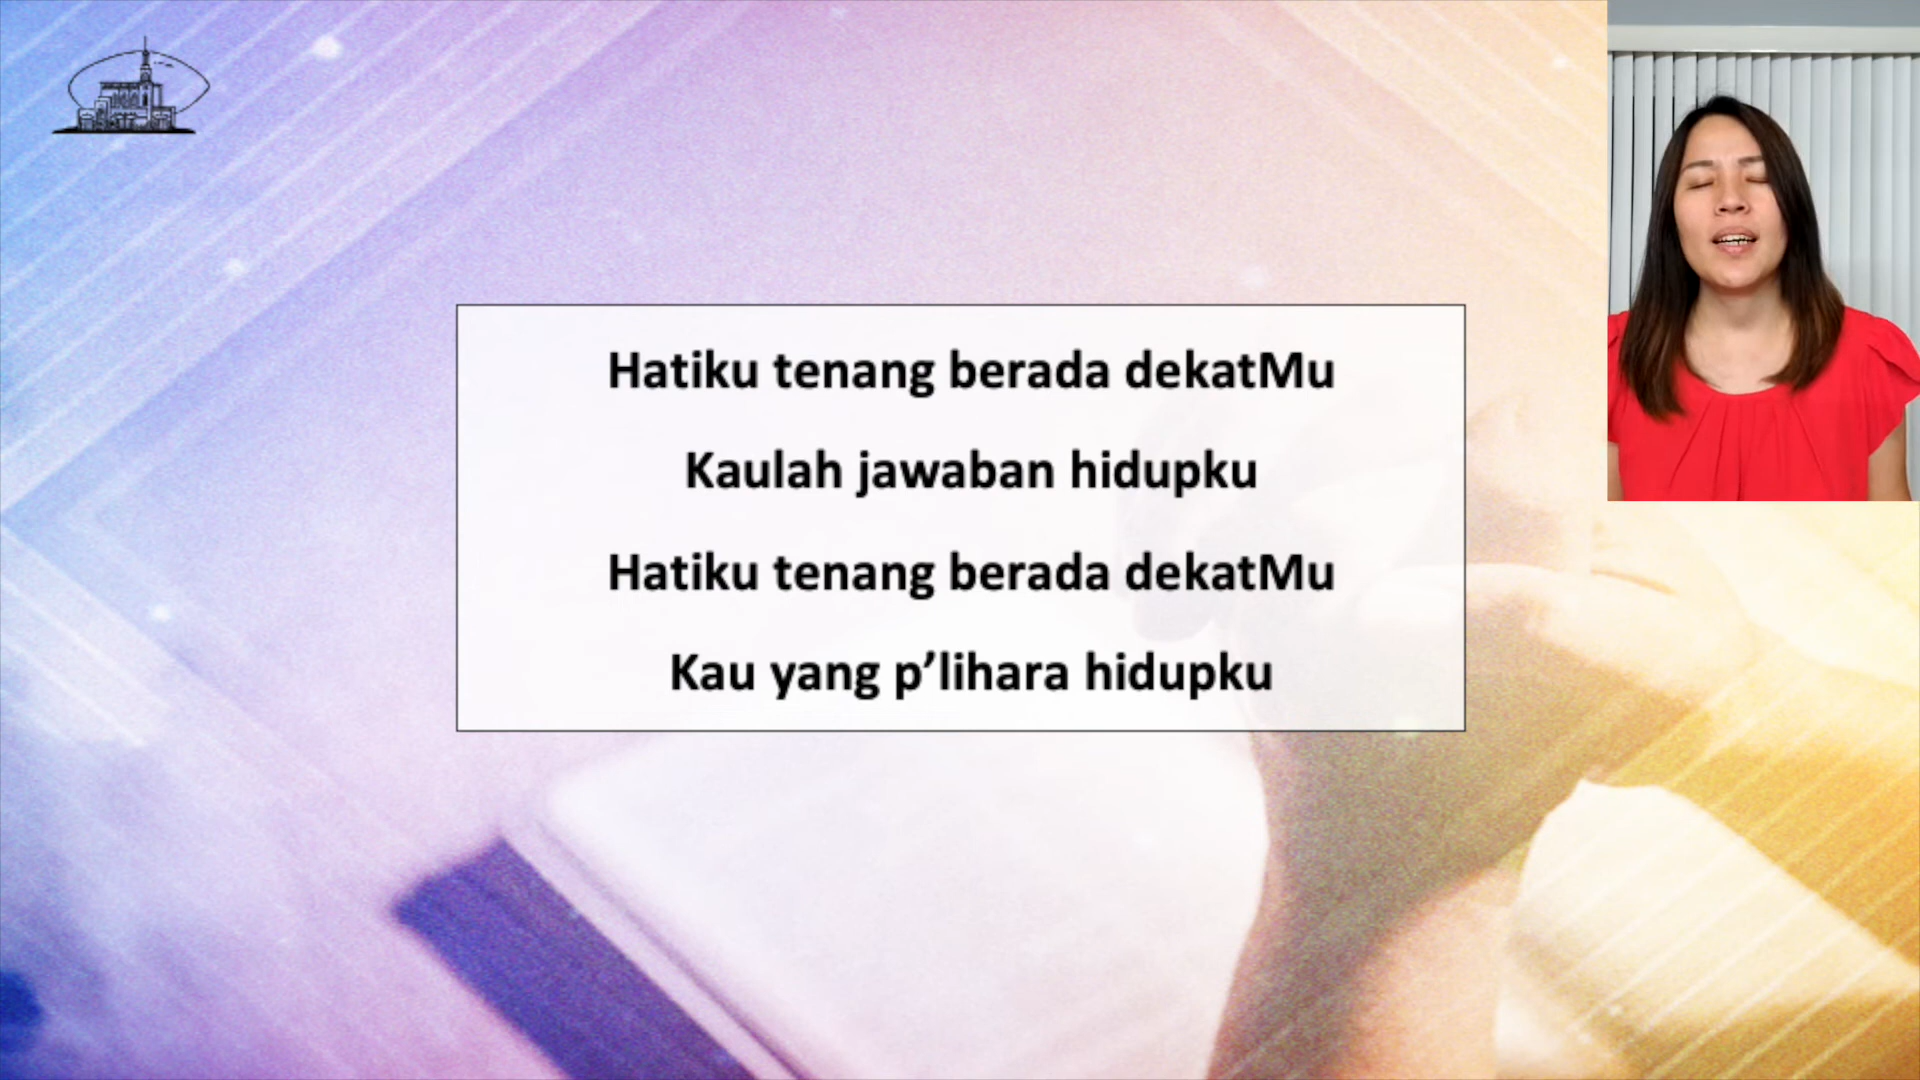 Hatiku tenang berada dekatMu
Kaulah jawaban hidupku
Hatiku tenang berada dekatMu
Kau yang p’lihara hidupku